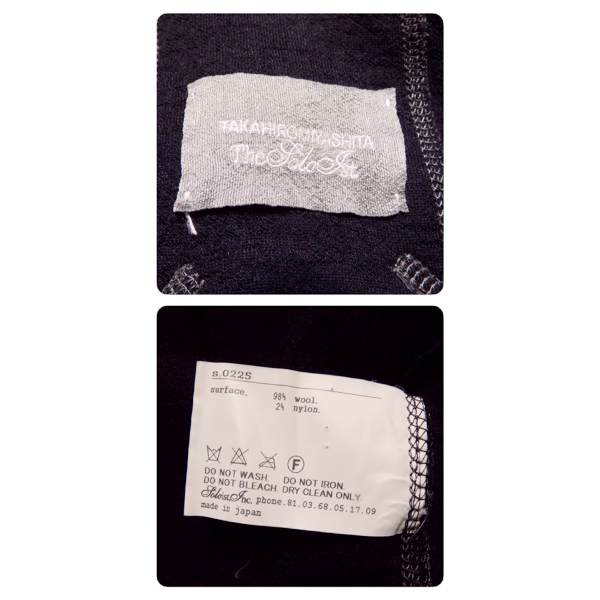 TAKAHIROMIYASHITA
TheSoloIst.
s.0225
surface.
98% wool.
2% nylon.
F
DO NOT WASH. DO NOT IRON.
DO NOT BLEACH. DRY CLEAN ONLY.
Soloist Inc. phone.81.03.68.05.17.09
made in japan